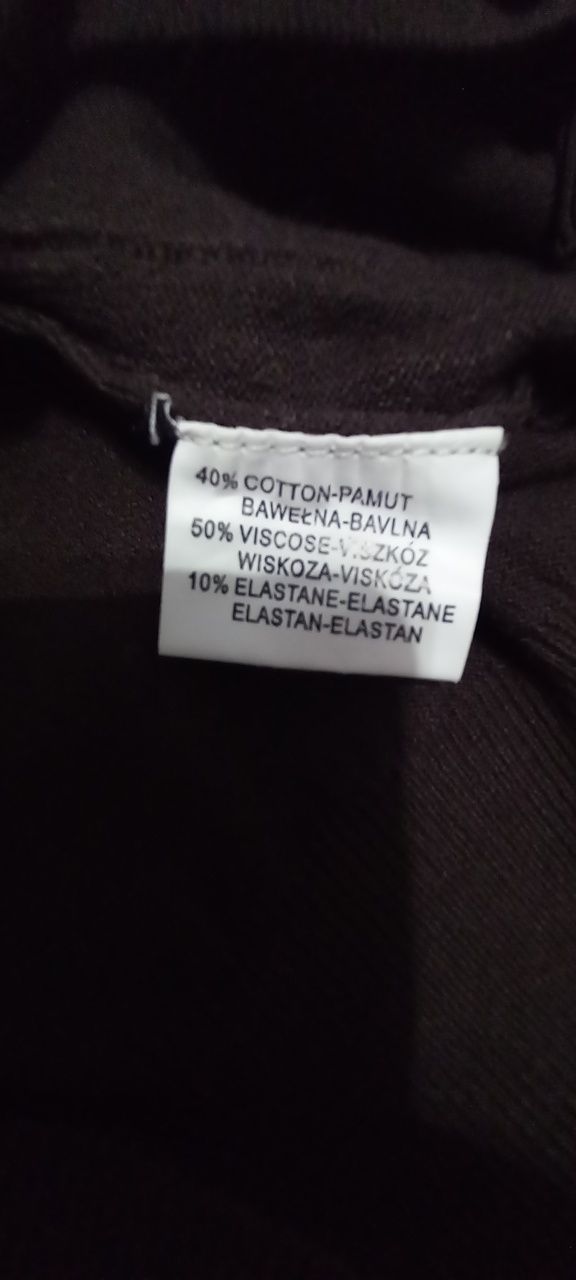 40% COTTON-PAMUT
BAWEŁNA-BAVLNA
50% VISCOSE-VISZKÓZ
WISKOZA-VISKÓZA
10% ELASTANE-ELASTANE
ELASTAN-ELASTAN